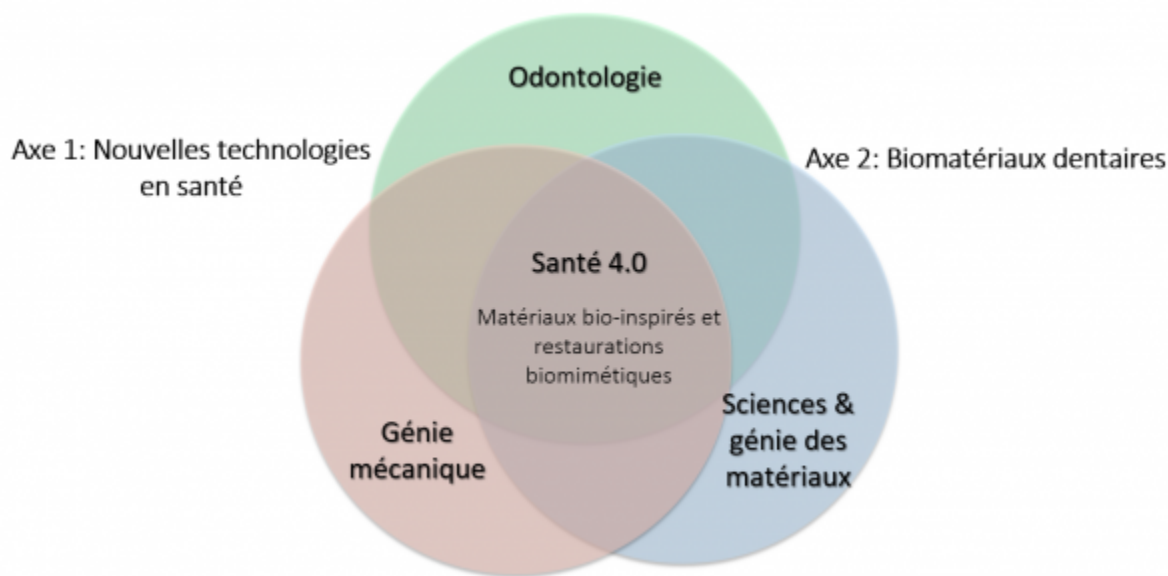 Odontologie
Axe 1: Nouvelles technologies
en santé
Axe 2: Biomatériaux dentaires
Santé 4.0
Matériaux bio-inspirés et
restaurations
biomimétiques
Génie
mécanique
Sciences &
génie des
matériaux